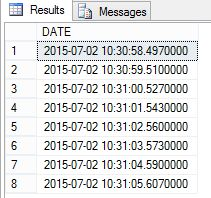 Results Messages
DATE
1 2015-07-02 10:30:58.4970000
2 2015-07-02 10:30:59.5100000
3 2015-07-02 10:31:00.5270000
4 2015-07-02 10:31:01.5430000
5 2015-07-02 10:31:02.5600000
6 2015-07-02 10:31:03.5730000
7 2015-07-02 10:31:04.5900000
8 2015-07-02 10:31:05.6070000